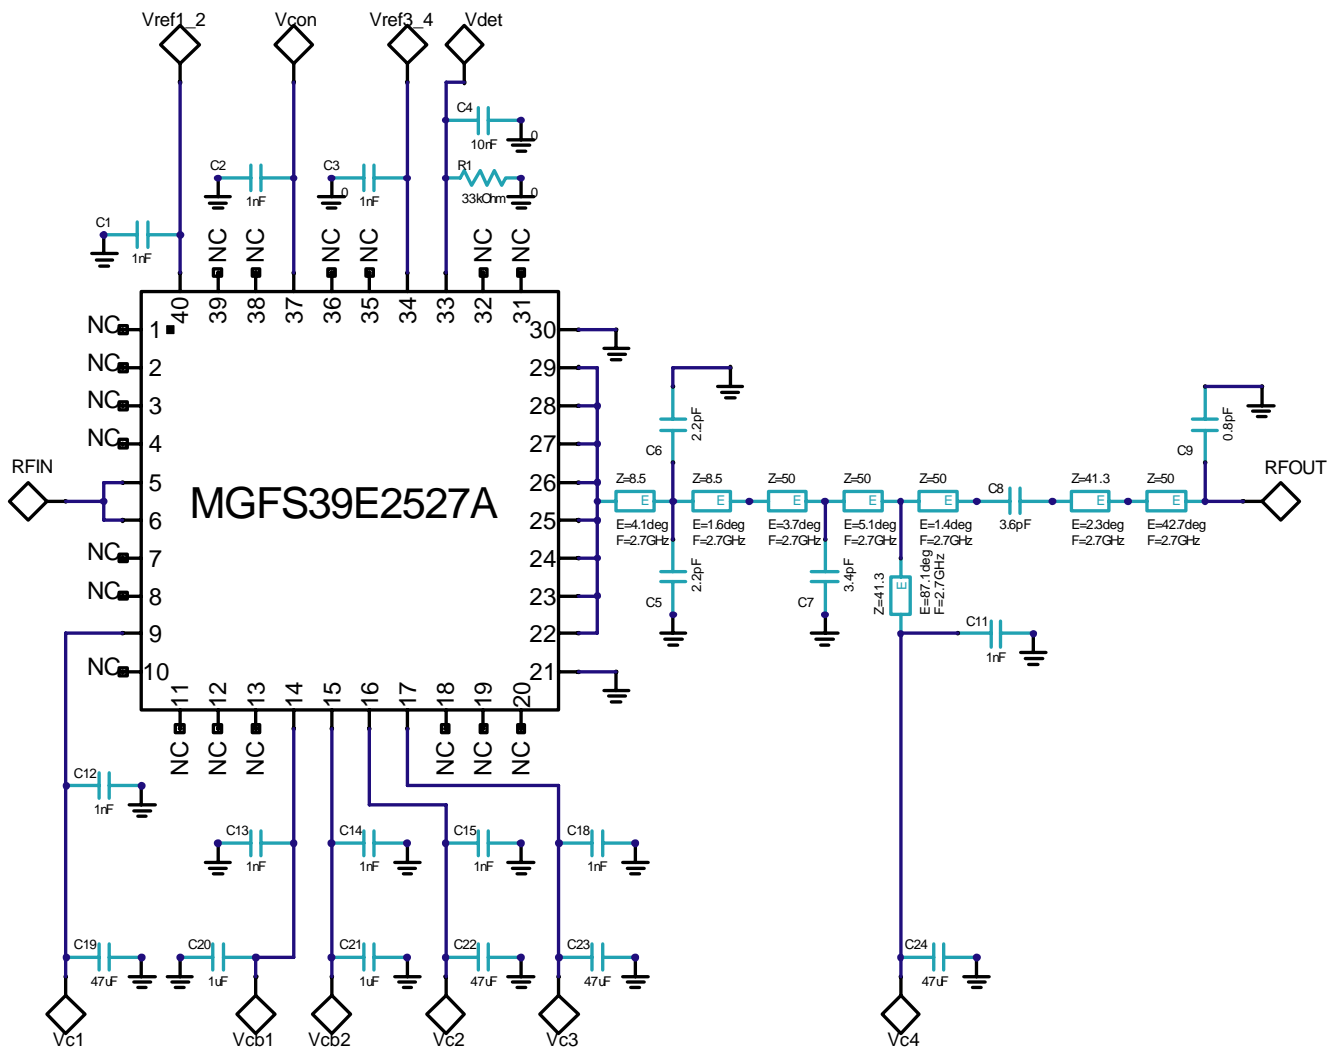 Vref1_2 Vcon Vref3_4 Vdet
C4
10nF 0
C2 C3 R1
1nF 0 1nF 33kOhm 0
C1
1nF
NC NC NC NC NC NC
40 39 38 37 36 35 34 33 32 31
NC 1 30
NC 2 29
NC 3 28
NC 4 27
RFIN 5 26
6 25
NC 7 24
NC 8 23
9 22
NC 10 21
MGFS39E2527A
11 12 13 14 15 16 17 18 19 20
NC NC NC NC NC NC
C6 2.2pF
C9 0.8pF
RFOUT
Z=8.5 Z=8.5 Z=50 Z=50 Z=50 C8 Z=41.3 Z=50
E E E E E E E
E=4.1deg E=1.6deg E=3.7deg E=5.1deg E=1.4deg 3.6pF E=2.3deg E=42.7deg
F=2.7GHz F=2.7GHz F=2.7GHz F=2.7GHz F=2.7GHz F=2.7GHz F=2.7GHz
C5 2.2pF
C7 3.4pF
Z=41.3
E
E=87.1deg
F=2.7GHz
C11
1nF
C12
1nF
C13 C14 C15 C18
1nF 1nF 1nF 1nF
C19 C20 C21 C22 C23 C24
47uF 1uF 1uF 47uF 47uF 47uF
Vc1 Vcb1 Vcb2 Vc2 Vc3 Vc4